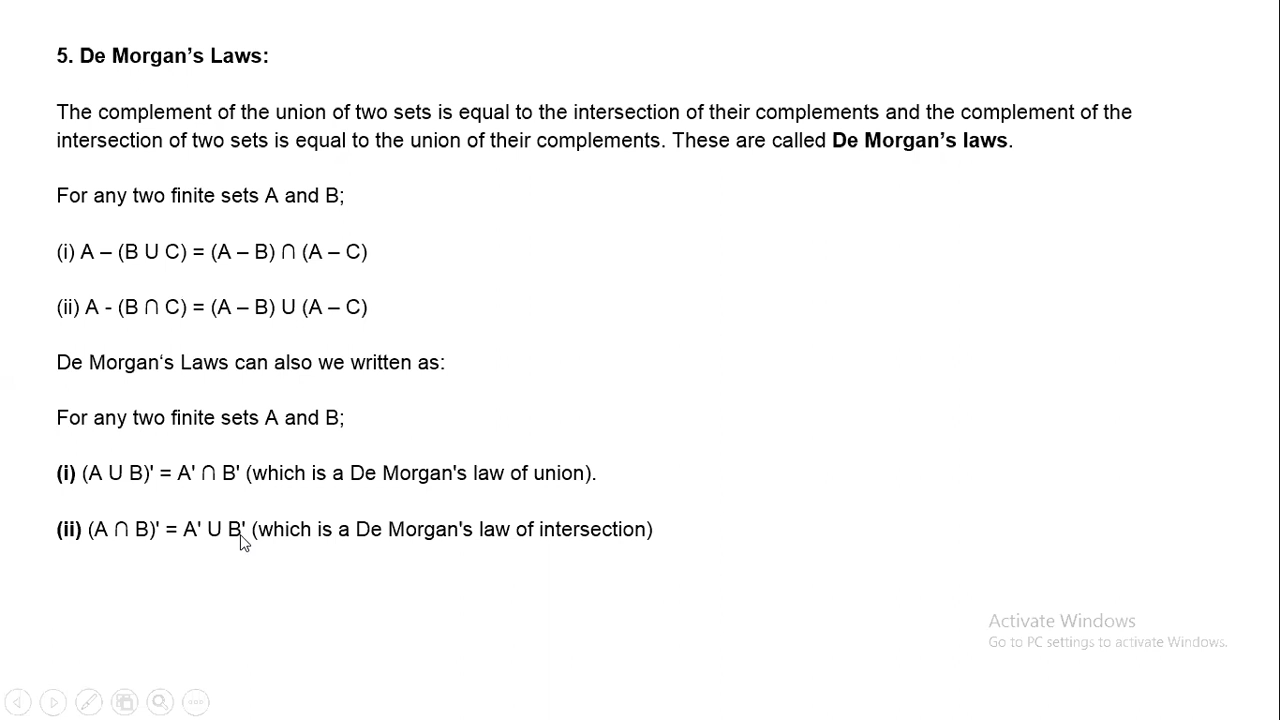 5. De Morgan’s Laws:
The complement of the union of two sets is equal to the intersection of their complements and the complement of the
intersection of two sets is equal to the union of their complements. These are called De Morgan’s laws.
For any two finite sets A and B;
(i) A – (B U C) = (A – B) ∩ (A – C)
(ii) A - (B ∩ C) = (A – B) U (A – C)
De Morgan‘s Laws can also we written as:
For any two finite sets A and B;
(i) (A U B)' = A' ∩ B' (which is a De Morgan's law of union).
(ii) (A ∩ B)' = A' U B' (which is a De Morgan's law of intersection)
Activate Windows
Go to PC settings to activate Windows.